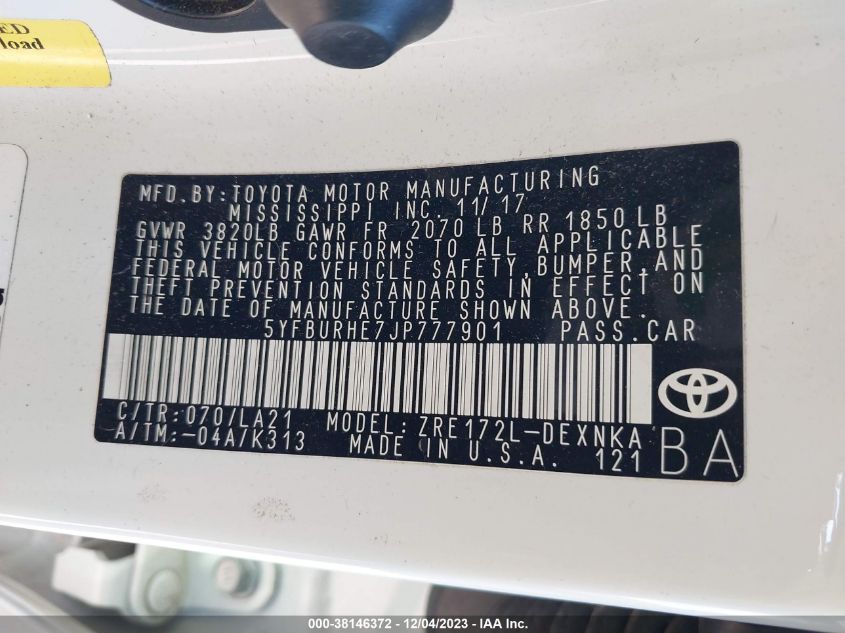 ED
load
MFD. BY: TOYOTA MOTOR MANUFACTURING
MISSISSIPPI INC. 11/17
GVWR 3820LB GAWR FR 2070 LB RR 1850 LB
THIS VEHICLE CONFORMS TO ALL APPLICABLE
FEDERAL MOTOR VEHICLE SAFETY, BUMPER, AND
THEFT PREVENTION STANDARDS IN EFFECT ON
THE DATE OF MANUFACTURE SHOWN ABOVE.
5YFBURHE7JP777901 PASS. CAR
C/TR: 070/LA21 MODEL: ZRE172L-DEXNKA
A/TM: -04A/K313 MADE IN U.S.A. 121 BA
000-38146372 - 12/04/2023 - IAA Inc.